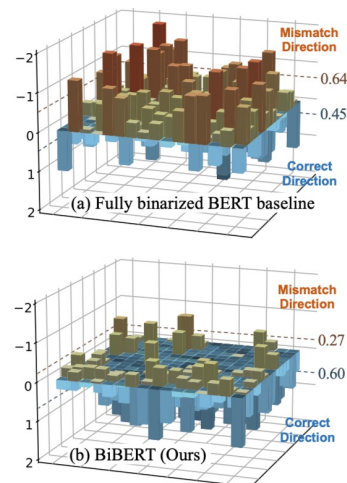 −2
Mismatch
Direction
−1
0.64
0.45
0
1
Correct
Direction
(a) Fully binarized BERT baseline
2
−2
Mismatch
Direction
−1
0.27
0
0.60
1
Correct
Direction
(b) BiBERT (Ours)
2